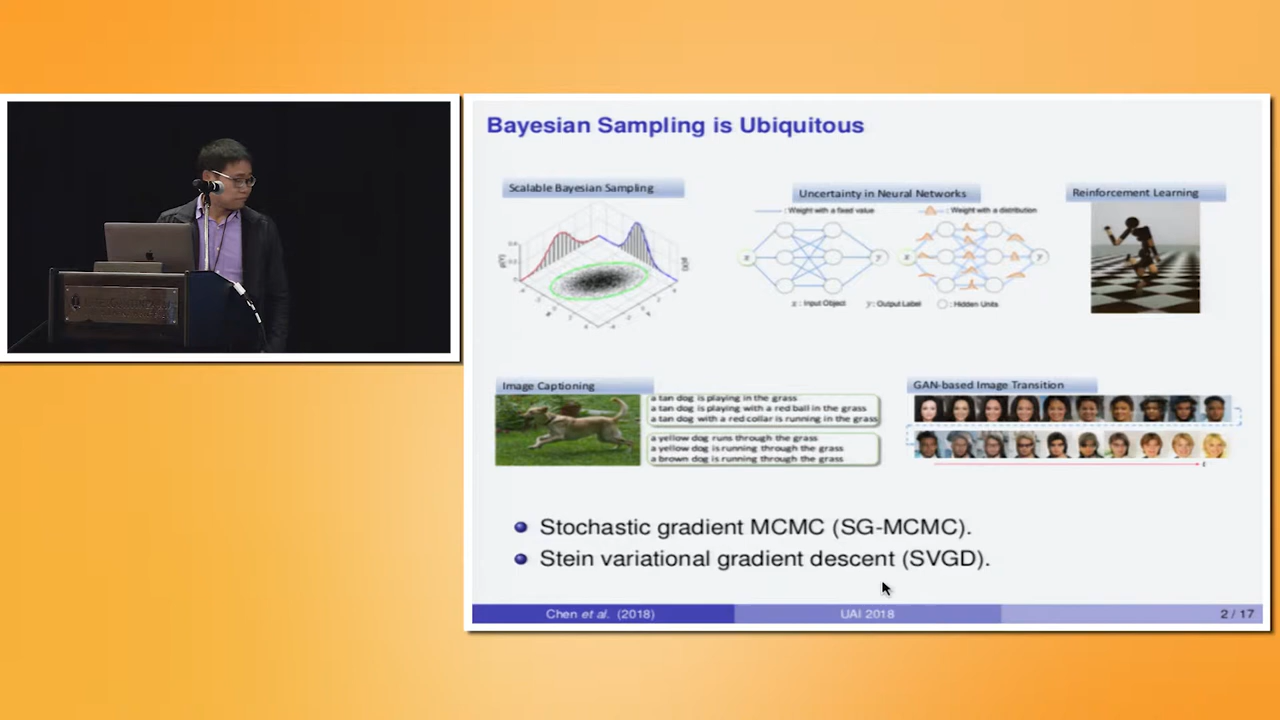 Bayesian Sampling is Ubiquitous
Scalable Bayesian Sampling
Uncertainty in Neural Networks
: Weight with a fixed value
: Weight with a distribution
x
y
x
y
x : Input Object
y : Output Label
: Hidden Units
Reinforcement Learning
Image Captioning
a tan dog is playing in the grass
a tan dog is playing with a red ball in the grass
a tan dog with a red collar is running in the grass
a yellow dog runs through the grass
a yellow dog is running through the grass
a brown dog is running through the grass
GAN-based Image Transition
Stochastic gradient MCMC (SG-MCMC).
Stein variational gradient descent (SVGD).
Chen et al. (2018)
UAI 2018
2 / 17